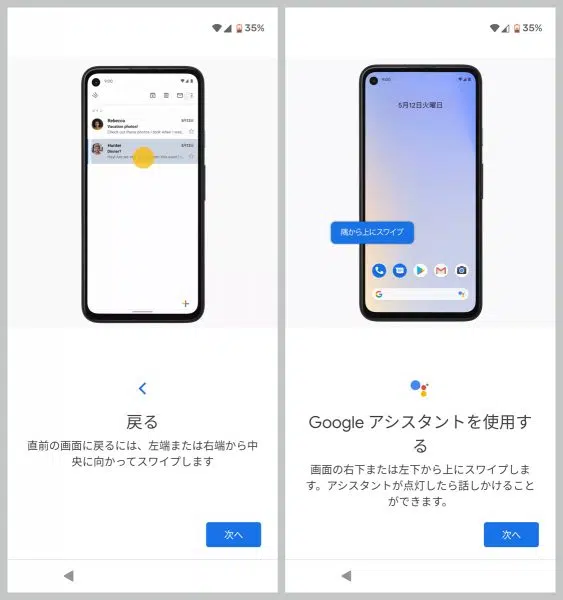 35%
9:00
Rebecca
Vacation photos!
Hunter
Dinner?
戻る
直前の画面に戻るには、左端または右端から中
央に向かってスワイプします
次へ
35%
9:00
5月12日火曜日
隅から上にスワイプ
Google アシスタントを使用す
る
画面の右下または左下から上にスワイプしま
す。アシスタントが点灯したら話しかけること
ができます。
次へ